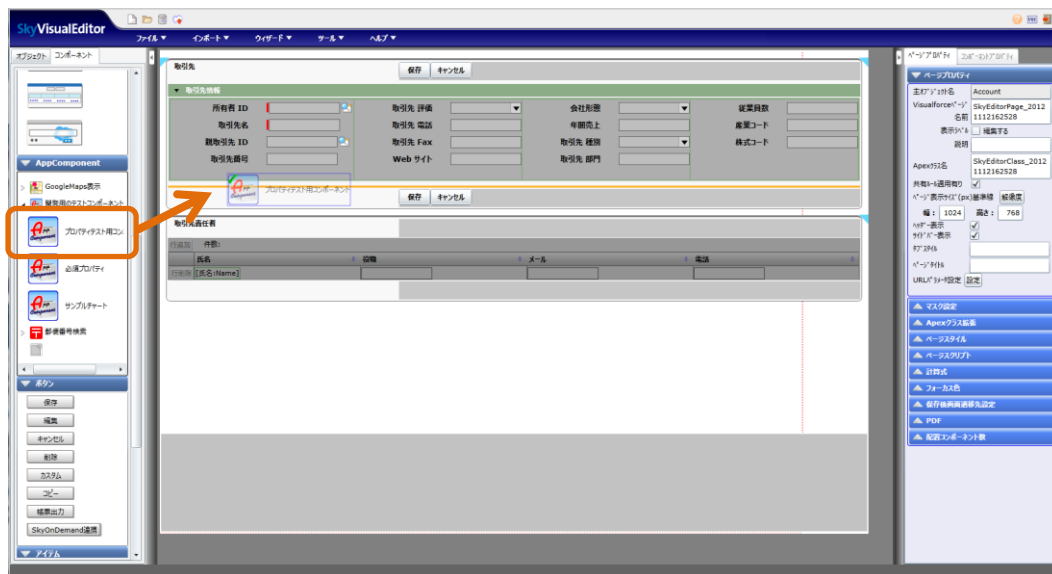 SkyVisualEditor
ファイル ▼ インポート ▼ ウィザード ▼ ツール ▼ ヘルプ ▼
オブジェクト コンポーネント
AppComponent
GoogleMaps表示
開発用のテストコンポーネント
プロパティテスト用コン
必須プロパティ
サンプルチャート
郵便番号検索
ボタン
保存
編集
キャンセル
削除
カスタム
コピー
帳票出力
SkyOnDemand連携
アイテム
取引先 保存 キャンセル
取引先情報
所有者 ID 取引先 評価 会社形態 従業員数
取引先名 取引先 電話 年間売上 産業コード
親取引先 ID 取引先 Fax 取引先 種別 株式コード
取引先番号 Web サイト 取引先 部門
App Component プロパティテスト用コンポーネント
保存 キャンセル
取引先責任者
行追加 件数:
氏名 役職 メール 電話
行削除 [氏名:Name]
ページプロパティ コンポーネントプロパティ
ページプロパティ
主オブジェクト名 Account
Visualforceページ名前 SkyEditorPage_20121112162528
表示ラベル 編集する
説明
Apexクラス名 SkyEditorClass_20121112162528
共有ルール適用有り
ページ表示サイズ(px)基準線 解像度
幅: 1024 高さ: 768
ヘッダー表示
サイドバー表示
タブスタイル
ページタイトル
URLパラメータ設定 設定
マスク設定
Apexクラス拡張
ページスタイル
ページスクリプト
計算式
フォーカス色
保存後画面遷移先設定
PDF
配置コンポーネント数